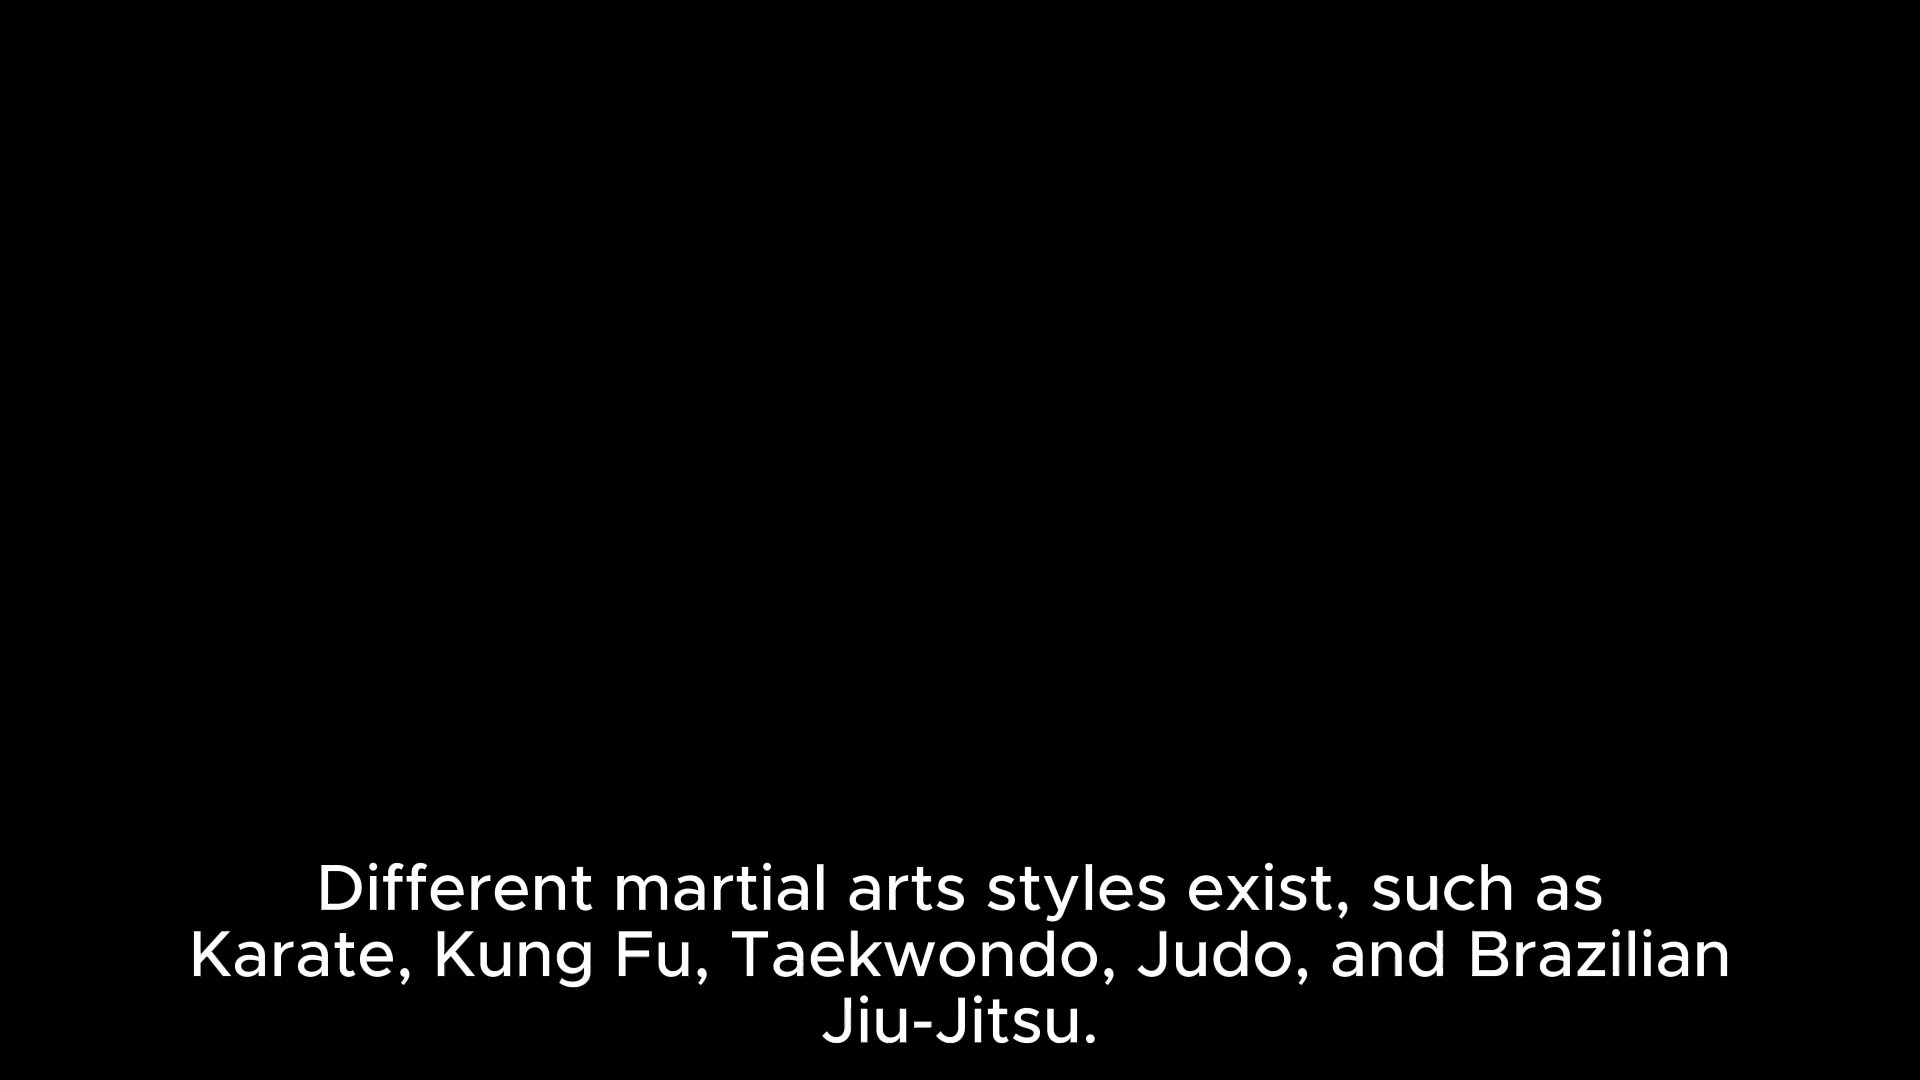 Different martial arts styles exist, such as
Karate, Kung Fu, Taekwondo, Judo, and Brazilian
Jiu-Jitsu.